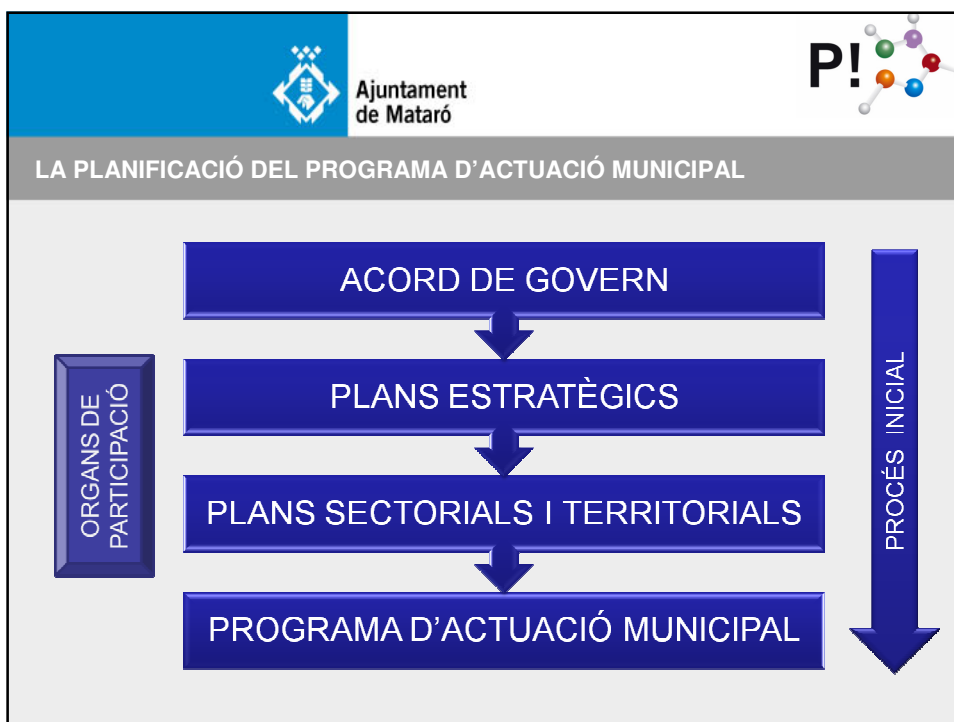 Ajuntament
de Mataró
P!
LA PLANIFICACIÓ DEL PROGRAMA D’ACTUACIÓ MUNICIPAL
ACORD DE GOVERN
PLANS ESTRATÈGICS
PLANS SECTORIALS I TERRITORIALS
PROGRAMA D’ACTUACIÓ MUNICIPAL
ORGANS DE
PARTICIPACIÓ
PROCÉS INICIAL